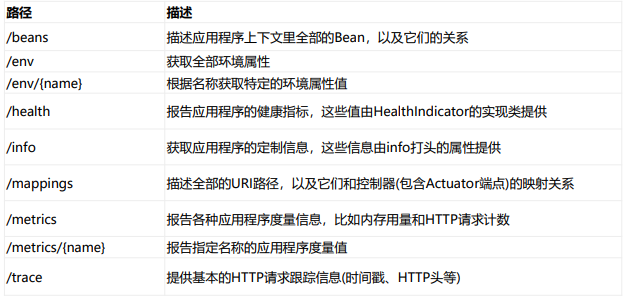 路径 描述
/beans 描述应用程序上下文里全部的Bean，以及它们的关系
/env 获取全部环境属性
/env/{name} 根据名称获取特定的环境属性值
/health 报告应用程序的健康指标，这些值由HealthIndicator的实现类提供
/info 获取应用程序的定制信息，这些信息由info打头的属性提供
/mappings 描述全部的URI路径，以及它们和控制器(包含Actuator端点)的映射关系
/metrics 报告各种应用程序度量信息，比如内存用量和HTTP请求计数
/metrics/{name} 报告指定名称的应用程序度量值
/trace 提供基本的HTTP请求跟踪信息(时间戳、HTTP头等)